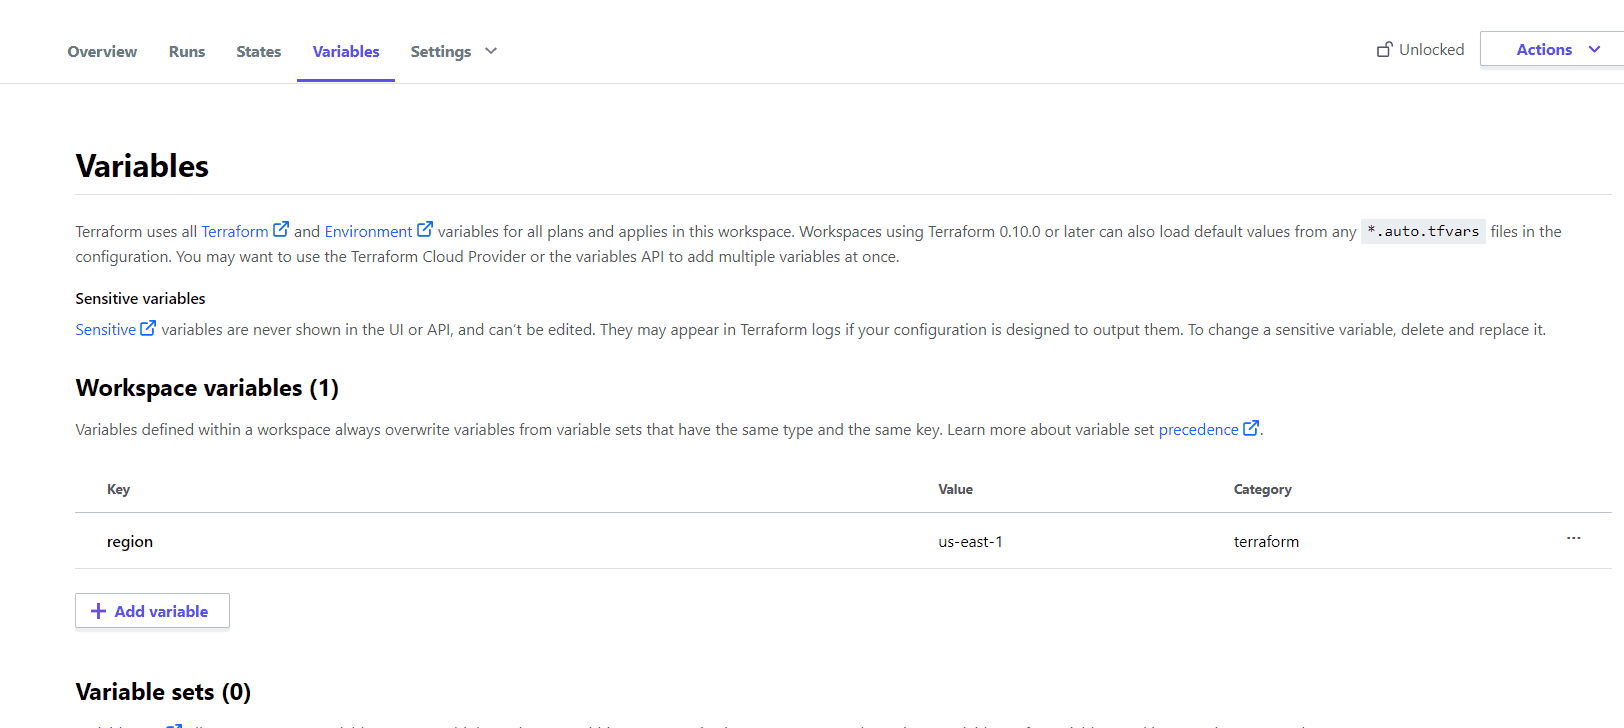 Overview Runs States Variables Settings Unlocked Actions
Variables
Terraform uses all Terraform and Environment variables for all plans and applies in this workspace. Workspaces using Terraform 0.10.0 or later can also load default values from any *.auto.tfvars files in the
configuration. You may want to use the Terraform Cloud Provider or the variables API to add multiple variables at once.
Sensitive variables
Sensitive variables are never shown in the UI or API, and can't be edited. They may appear in Terraform logs if your configuration is designed to output them. To change a sensitive variable, delete and replace it.
Workspace variables (1)
Variables defined within a workspace always overwrite variables from variable sets that have the same type and the same key. Learn more about variable set precedence.
Key Value Category
region us-east-1 terraform ...
+ Add variable
Variable sets (0)